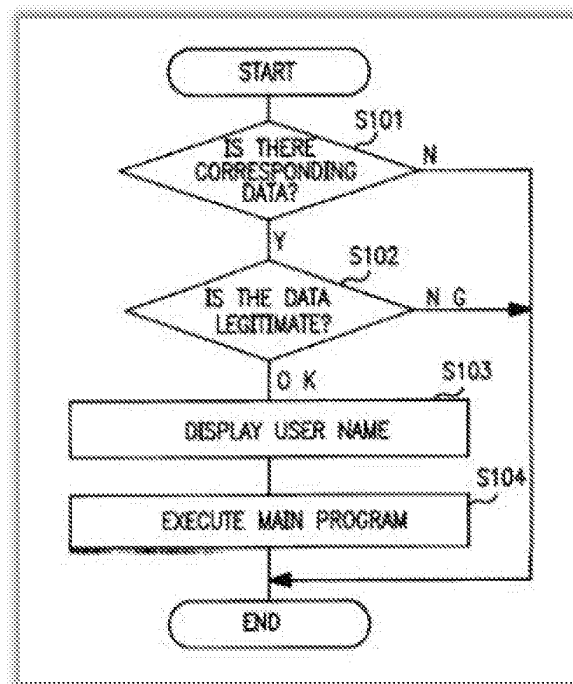 START
S101
IS THERE
CORRESPONDING
DATA?
N
Y
S102
IS THE DATA
LEGITIMATE?
N G
O K
S103
DISPLAY USER NAME
S104
EXECUTE MAIN PROGRAM
END